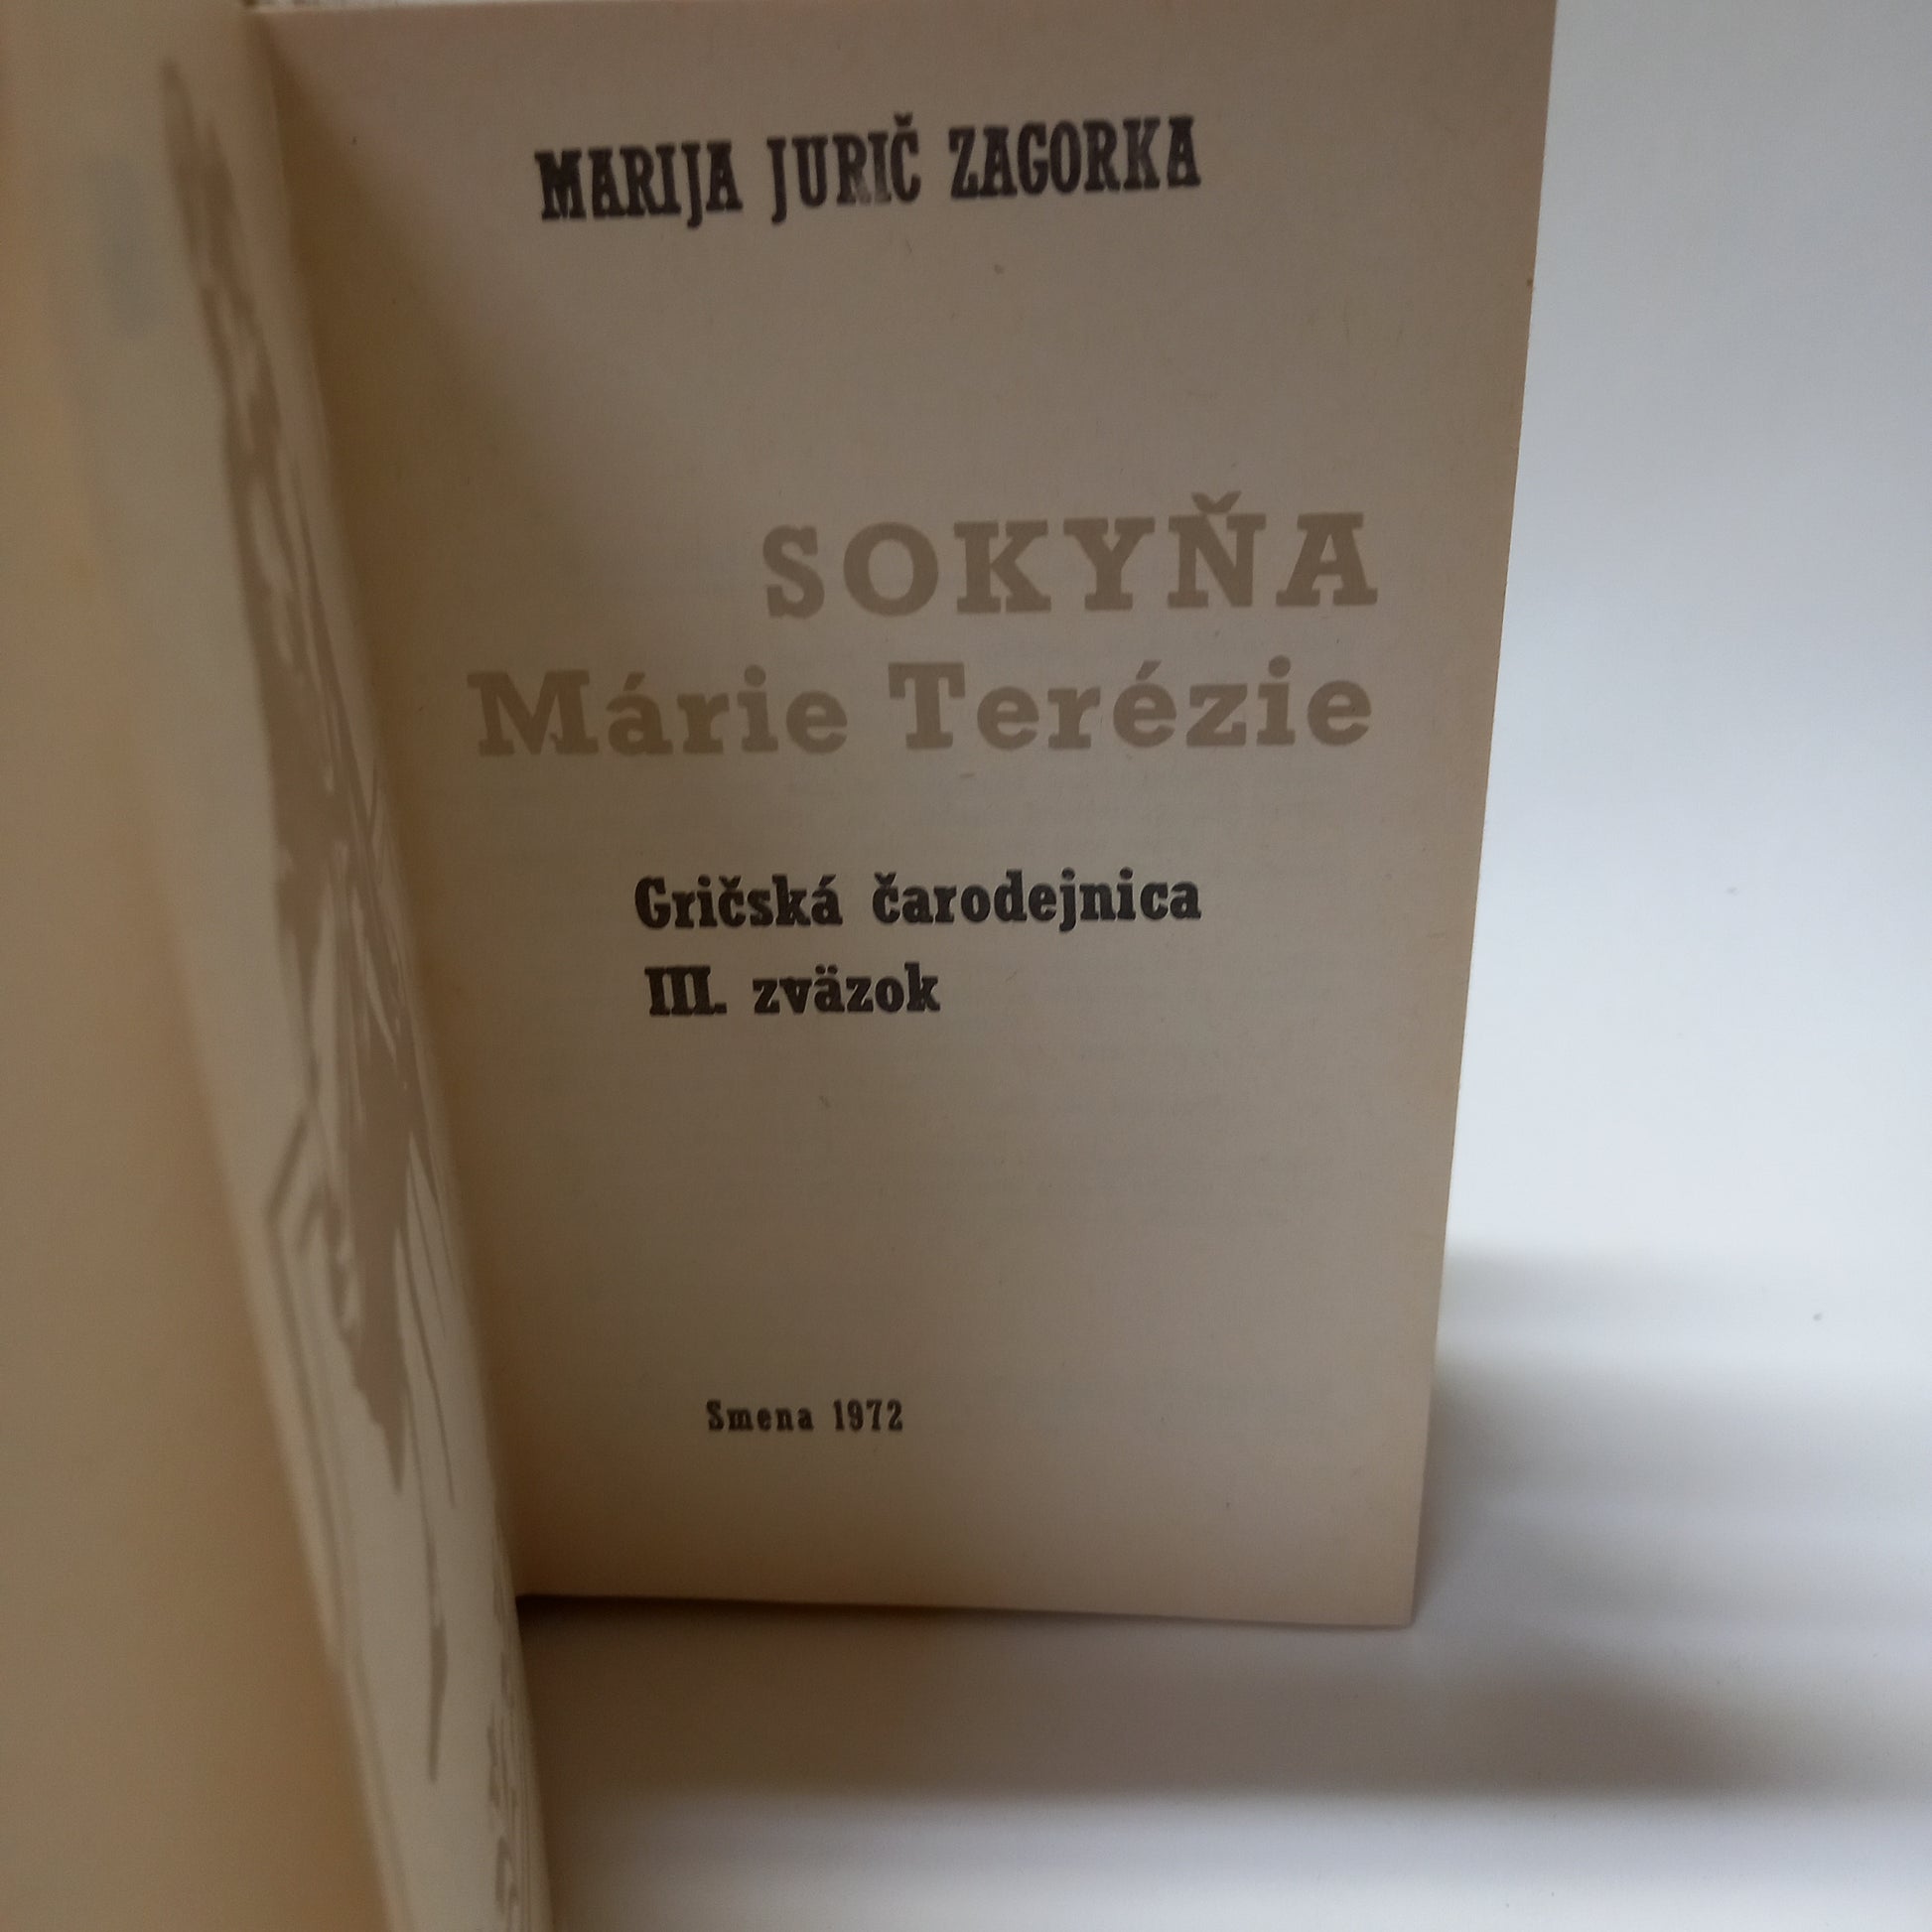 MARIJA JURIČ ZAGORKA
SOKYŇA
Márie Terézie
Gričská čarodejnica
III. zväzok
Smena 1972